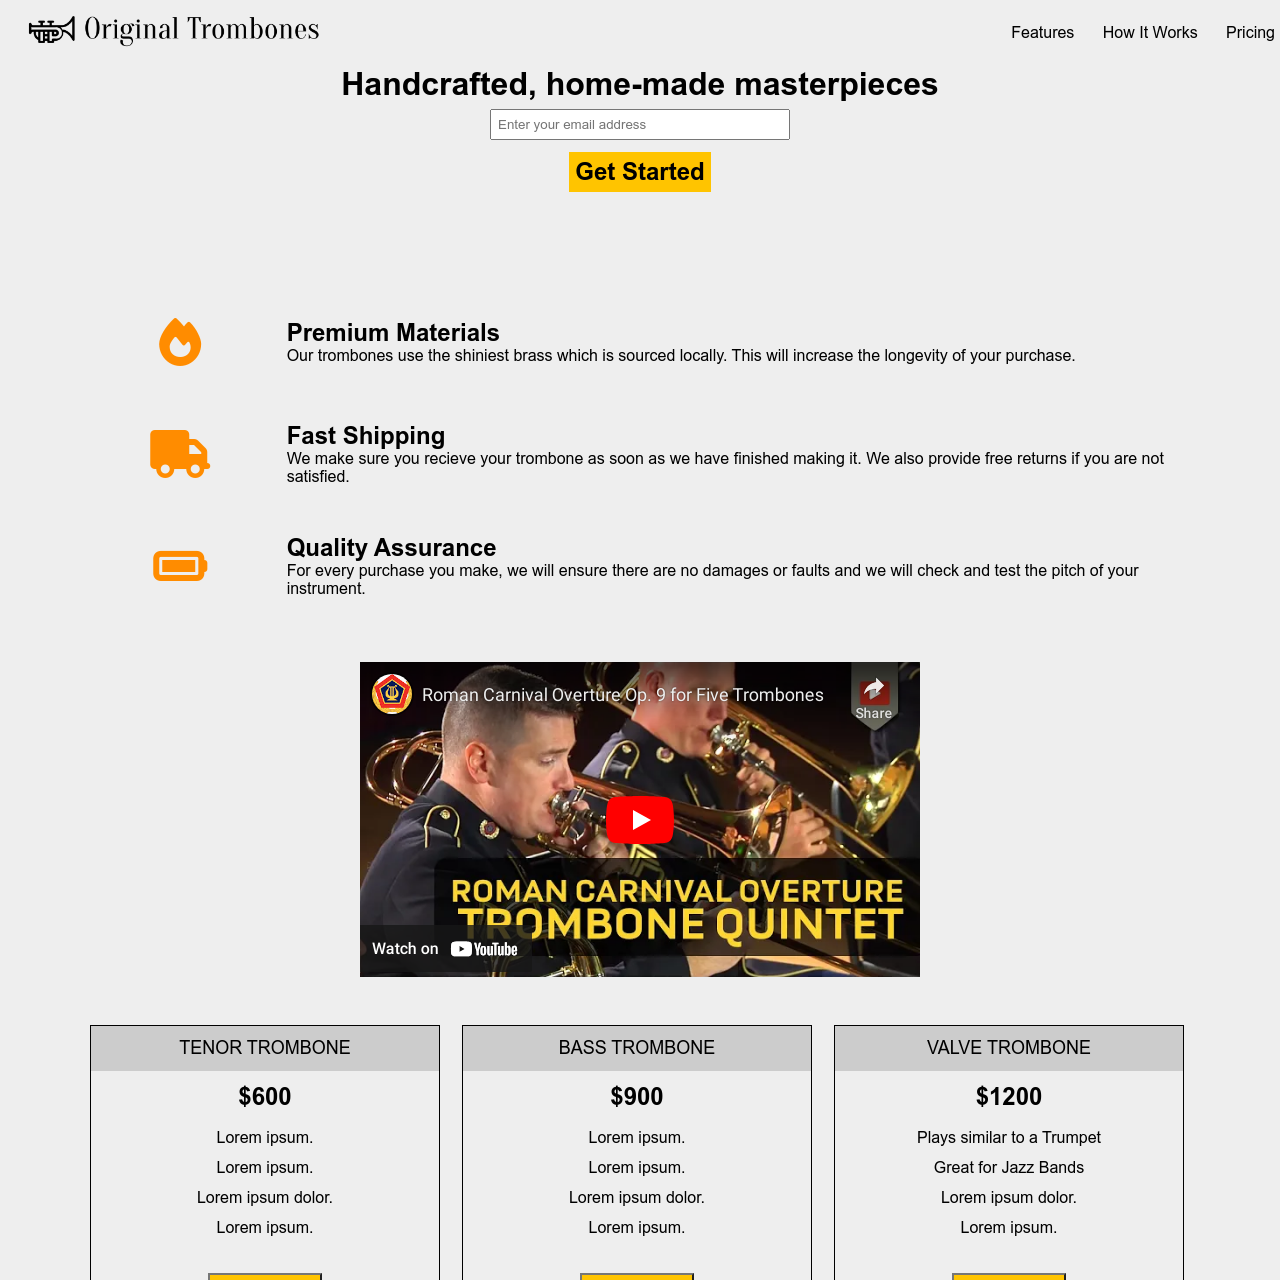 Original Trombones
Features
How It Works
Pricing
Handcrafted, home-made masterpieces
Enter your email address
Get Started
Premium Materials
Our trombones use the shiniest brass which is sourced locally. This will increase the longevity of your purchase.
Fast Shipping
We make sure you recieve your trombone as soon as we have finished making it. We also provide free returns if you are not
satisfied.
Quality Assurance
For every purchase you make, we will ensure there are no damages or faults and we will check and test the pitch of your
instrument.
Roman Carnival Overture Op. 9 for Five Trombones
Share
ROMAN CARNIVAL OVERTURE
TROMBONE QUINTET
Watch on YouTube
TENOR TROMBONE
$600
Lorem ipsum.
Lorem ipsum.
Lorem ipsum dolor.
Lorem ipsum.
BASS TROMBONE
$900
Lorem ipsum.
Lorem ipsum.
Lorem ipsum dolor.
Lorem ipsum.
VALVE TROMBONE
$1200
Plays similar to a Trumpet
Great for Jazz Bands
Lorem ipsum dolor.
Lorem ipsum.